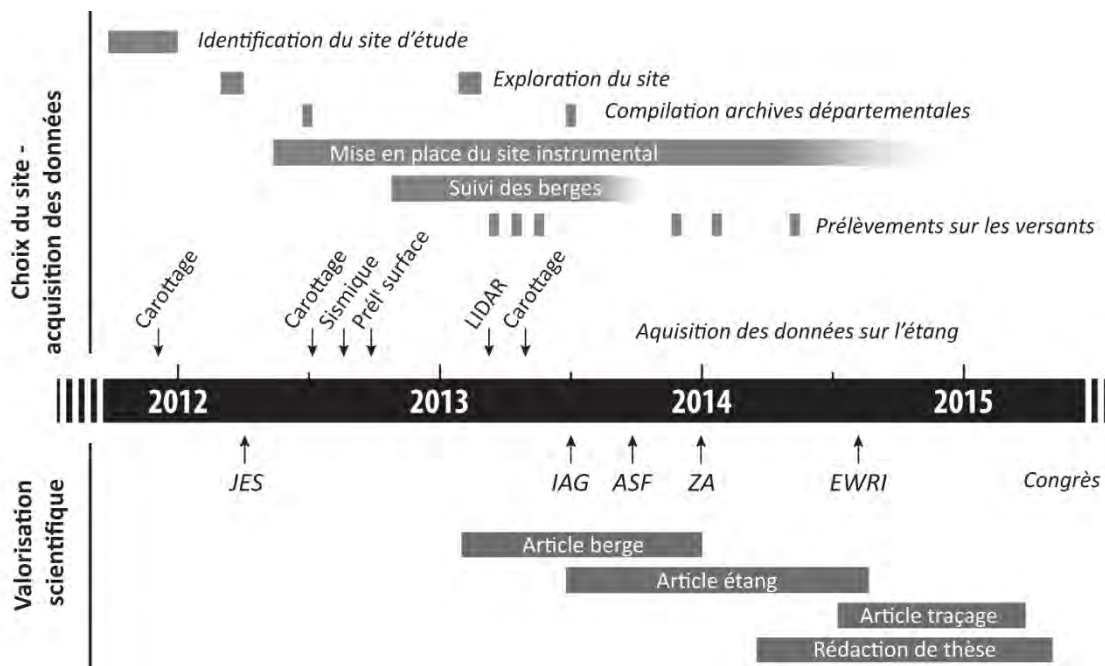 Choix du site -
acquisition des données
Identification du site d'étude
Exploration du site
Compilation archives départementales
Mise en place du site instrumental
Suivi des berges
Prélèvements sur les versants
Carottage
Carottage
Sismique
Prélt surface
LIDAR
Carottage
Aquisition des données sur l'étang
2012 2013 2014 2015
JES IAG ASF ZA EWRI Congrès
Valorisation
scientifique
Article berge
Article étang
Article traçage
Rédaction de thèse